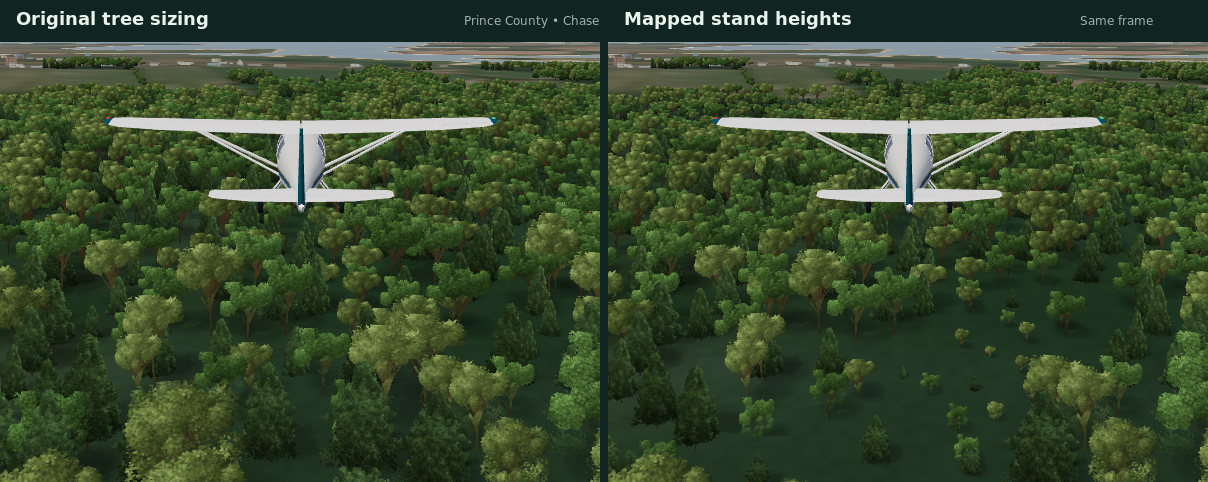 Original tree sizing
Prince County • Chase
Mapped stand heights
Same frame